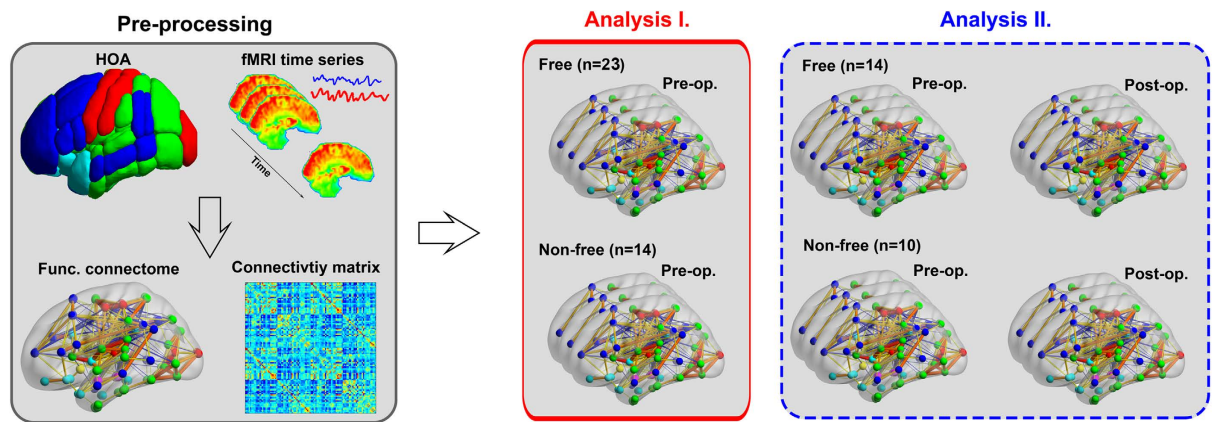 Pre-processing
HOA
fMRI time series
Time
Func. connectome
Connectivtiy matrix
Analysis I.
Free (n=23)
Pre-op.
Non-free (n=14)
Pre-op.
Analysis II.
Free (n=14)
Pre-op.
Post-op.
Non-free (n=10)
Pre-op.
Post-op.